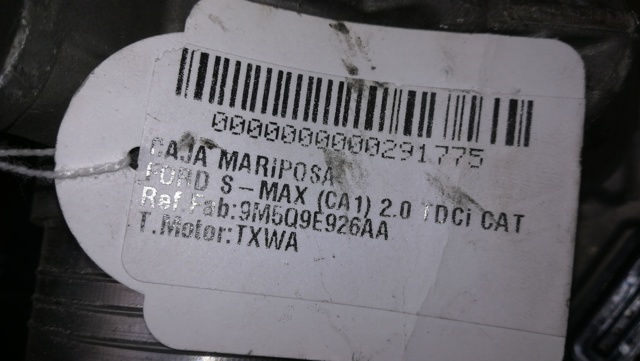 0000000000291775
CAJA MARIPOSA
FORD S-MAX (CA1) 2.0 TDCi CAT
Ref.Fab:9M5Q9E926AA
T.Motor:TXWA